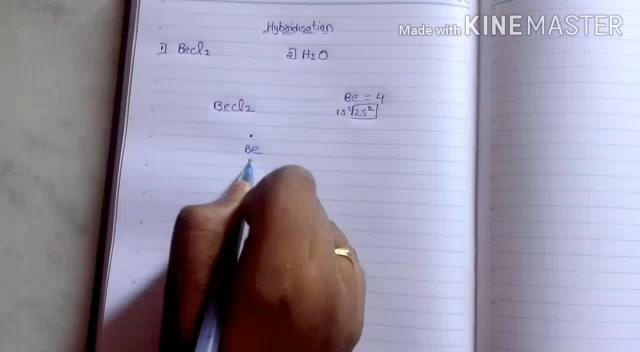 Made with KINEMASTER
Hybridisation
1) BeCl₂ 2) H₂O
BeCl₂ Be = 4
1S² 2S²
Be